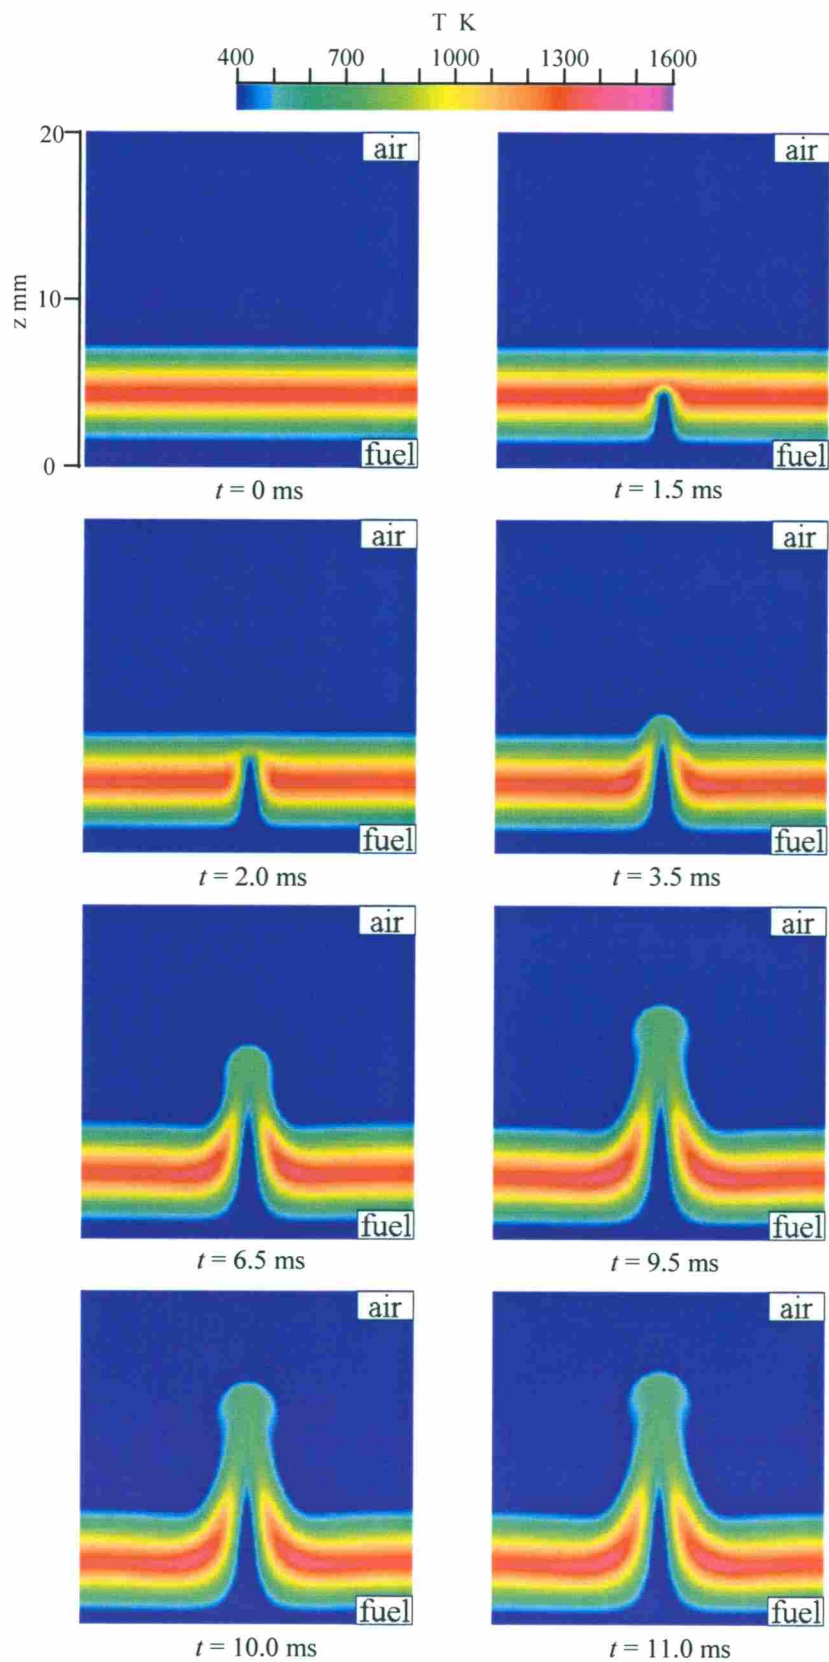 T K
400 700 1000 1300 1600
20 air air
z mm
10
0 fuel fuel
t = 0 ms t = 1.5 ms
air air
fuel fuel
t = 2.0 ms t = 3.5 ms
air air
fuel fuel
t = 6.5 ms t = 9.5 ms
air air
fuel fuel
t = 10.0 ms t = 11.0 ms